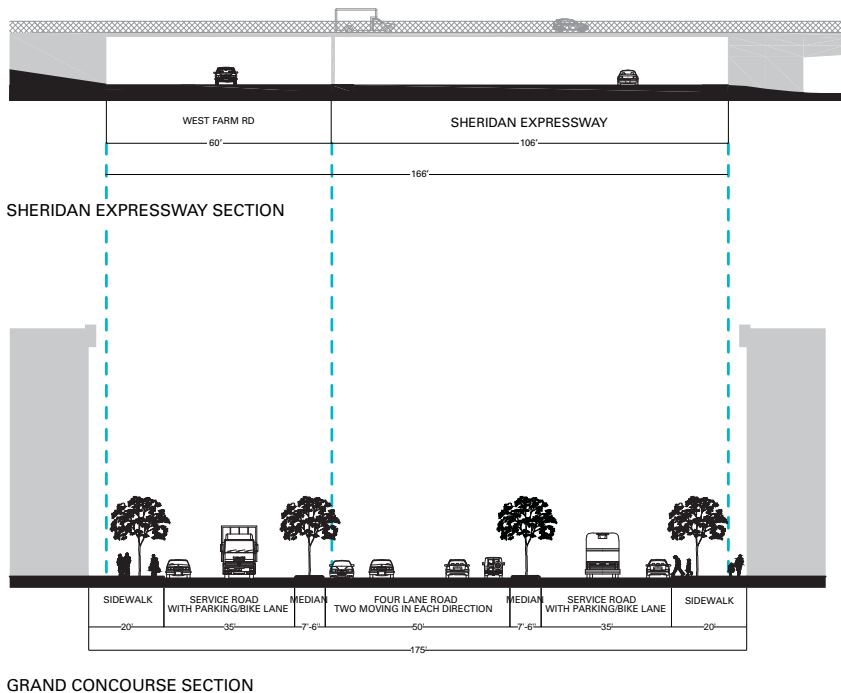 WEST FARM RD
SHERIDAN EXPRESSWAY
60'
106'
166'
SHERIDAN EXPRESSWAY SECTION
SIDEWALK
SERVICE ROAD
WITH PARKING/BIKE LANE
MEDIAN
FOUR LANE ROAD
TWO MOVING IN EACH DIRECTION
MEDIAN
SERVICE ROAD
WITH PARKING/BIKE LANE
SIDEWALK
20'
35'
7'-6"
50'
7'-6"
35'
20'
175'
GRAND CONCOURSE SECTION